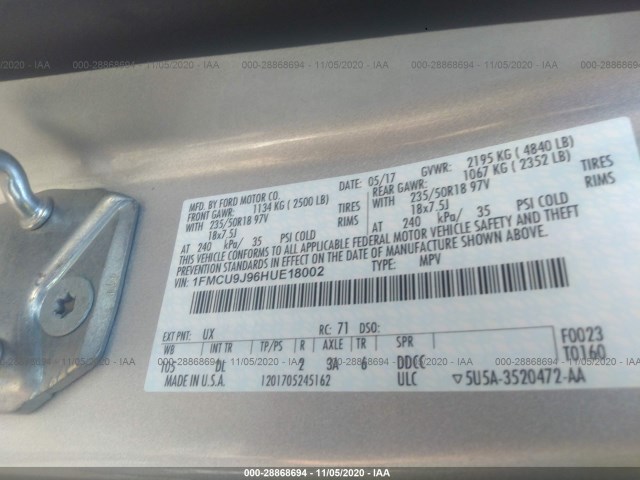 000-28868694 - 11/05/2020 - IAA
MFD. BY FORD MOTOR CO. DATE: 05/17 GVWR: 2195 KG ( 4840 LB)
FRONT GAWR: 1134 KG ( 2500 LB) REAR GAWR: 1067 KG ( 2352 LB)
WITH 235/50R18 97V TIRES WITH 235/50R18 97V TIRES
18x7.5J RIMS 18x7.5J RIMS
AT 240 kPa/ 35 PSI COLD AT 240 kPa/ 35 PSI COLD
THIS VEHICLE CONFORMS TO ALL APPLICABLE FEDERAL MOTOR VEHICLE SAFETY AND THEFT
PREVENTION STANDARDS IN EFFECT ON THE DATE OF MANUFACTURE SHOWN ABOVE.
VIN: 1FMCU9J96HUE18002 TYPE: MPV
EXT PNT: UX RC: 71 DSO:
WB INT TR TP/PS R AXLE TR SPR F0023
105 DL 2 3A 6 DDCC T0160
MADE IN U.S.A. 1201705245162 ULC ▽5U5A-3520472-AA
000-28868694 - 11/05/2020 - IAA